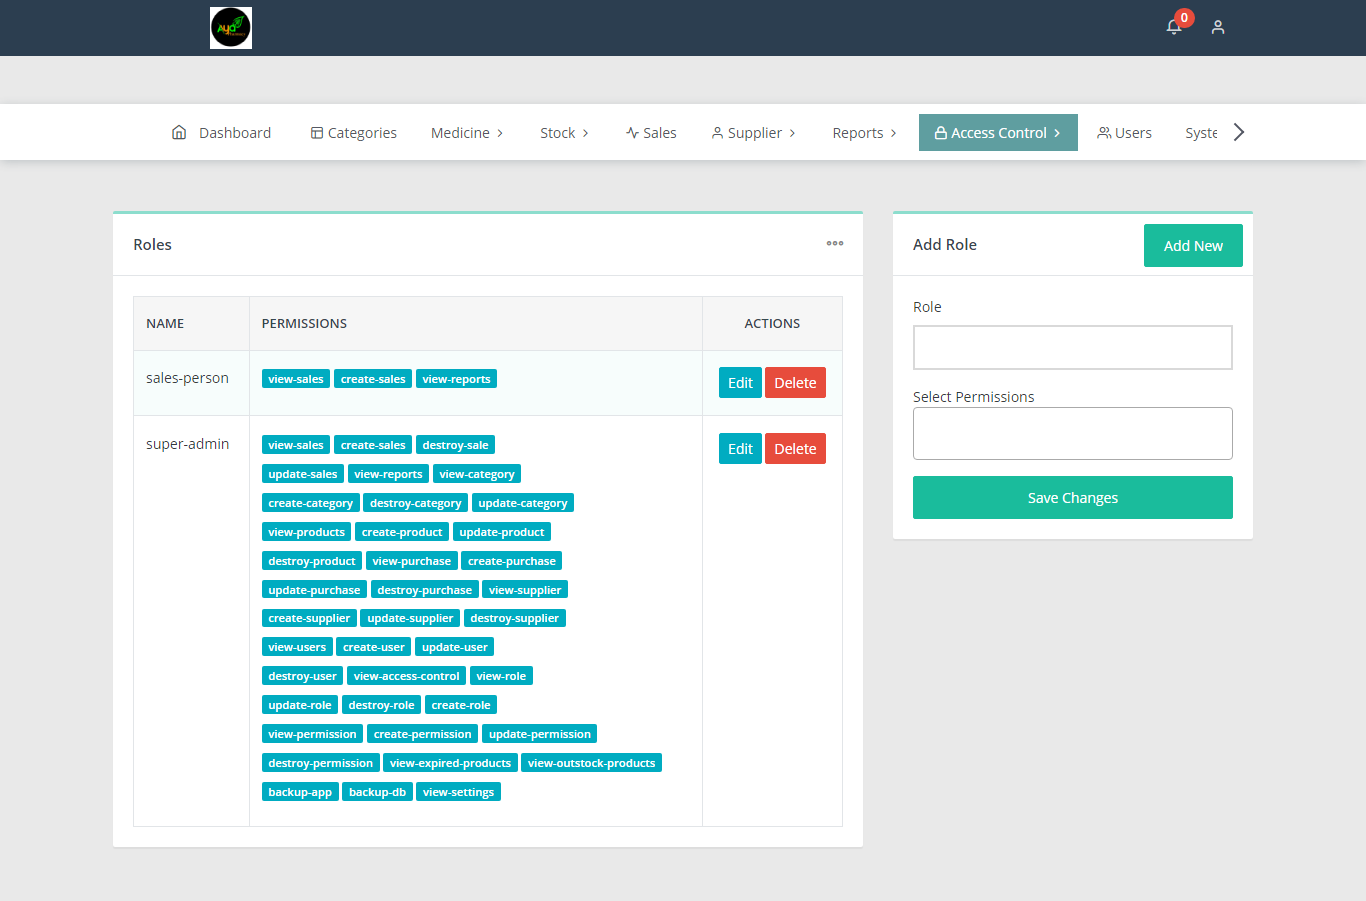 Aya
0
Dashboard Categories Medicine Stock Sales Supplier Reports Access Control Users Syste
Roles
Add Role
Add New
NAME PERMISSIONS ACTIONS
sales-person view-sales create-sales view-reports Edit Delete
super-admin view-sales create-sales destroy-sale Edit Delete
update-sales view-reports view-category
create-category destroy-category update-category
view-products create-product update-product
destroy-product view-purchase create-purchase
update-purchase destroy-purchase view-supplier
create-supplier update-supplier destroy-supplier
view-users create-user update-user
destroy-user view-access-control view-role
update-role destroy-role create-role
view-permission create-permission update-permission
destroy-permission view-expired-products view-outstock-products
backup-app backup-db view-settings
Role
Select Permissions
Save Changes